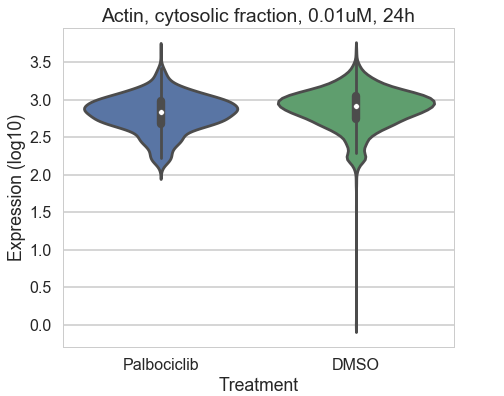 Actin, cytosolic fraction, 0.01uM, 24h
Expression (log10)
3.5
3.0
2.5
2.0
1.5
1.0
0.5
0.0
Palbociclib DMSO
Treatment